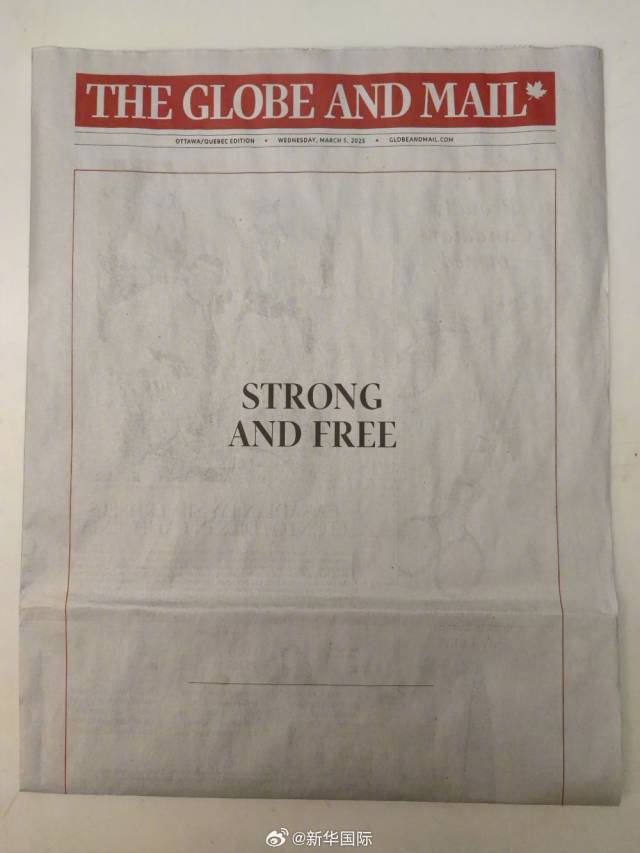 THE GLOBE AND MAIL
OTTAWA/QUEBEC EDITION • WEDNESDAY, MARCH 5, 2025 • GLOBEANDMAIL.COM
STRONG
AND FREE
@新华国际